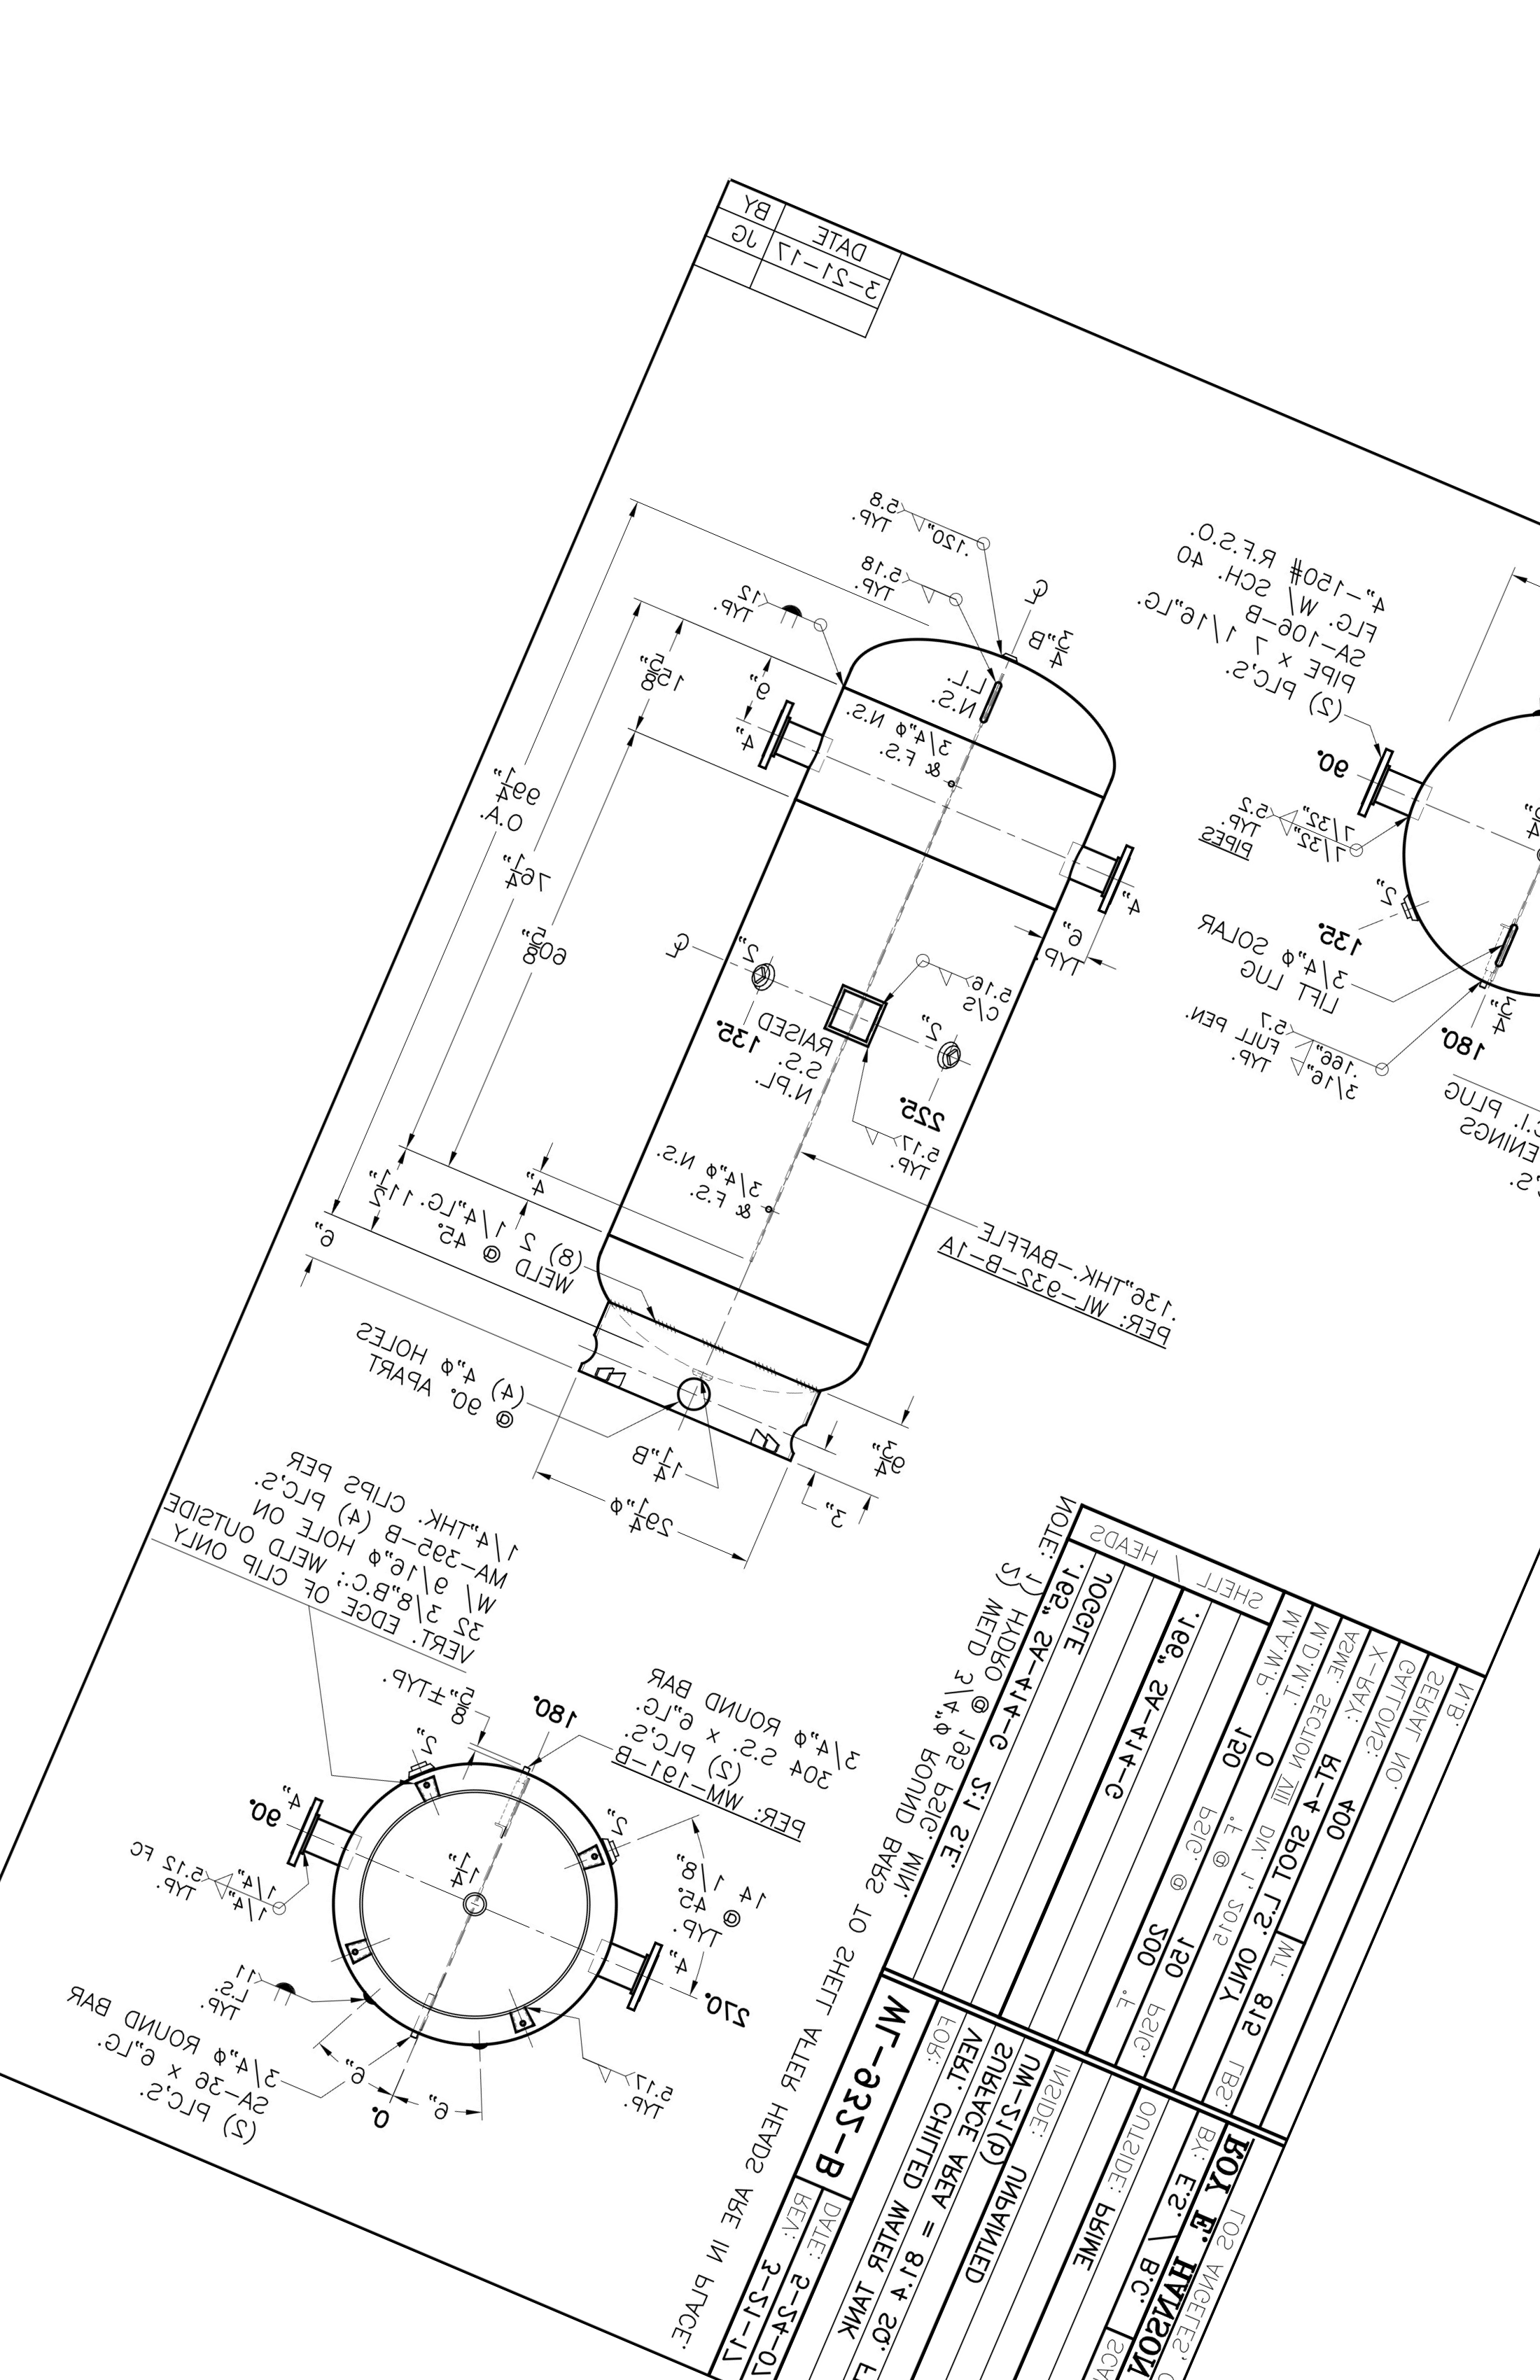 BY
DATE
JG
3-21-17
5.8
TYP.
.120"
5.18
TYP.
12
TYP.
℄
3/4"B
L.L.
N.S.
3/4"ø N.S.
& F.S.
15 5/8"
9"
4"
4"
99 1/4"
O.A.
76 1/4"
60 5/8"
6"
TYP
℄
2"
135°
RAISED
S.S.
N.PL.
5.16
C/S
2"
225°
5.17
TYP.
3/4"ø N.S.
& F.S.
4"
11 1/2"
6"
(8) 2 1/4"LG.
WELD @ 45°
.136"THK.-BAFFLE
PER: WL-932-B-1A
(4) 4"ø HOLES
@ 90° APART
1 1/4"B
29 1/4"ø
9 3/4"
3"
4"-150# R.F.S.O.
FLG. W/ SCH. 40
SA-106-B
PIPE x 7 1/16"LG.
(2) PLC'S.
90°
5.2
TYP.
PIPES
7/32"
7/32"
2"
135°
3/4"ø SOLAR
LIFT LUG
5.7
FULL PEN.
TYP.
.166"
3/16"
3/4"
180°
C.I. PLUG
1/4"THK. CLIPS PER
MA-395-B (4) PLC'S.
W/ 9/16"ø HOLE ON
32 3/8"B.C.; WELD OUTSIDE
VERT. EDGE OF CLIP ONLY
5/8"±TYP.
180°
3/4"ø ROUND BAR
304 S.S. x 6"LG.
(2) PLC'S.
PER: WM-191-B
2"
2"
90°
4"
1 1/4"
14 1/8"
@ 45°
TYP.
4"
270°
5.12 FC
TYP.
1/4"
1/4"
11
L.S.
TYP.
3/4"ø ROUND BAR
SA-36 x 6"LG.
(2) PLC'S.
6"
6"
0°
5.17
TYP.
NOTE: 1) HYDRO @ 195 PSIG. MIN.
2) WELD 3/4"ø ROUND BARS TO SHELL AFTER HEADS ARE IN PLACE.
N.B.
SERIAL NO.
GALLONS: 400 WT. 815 LBS.
X-RAY: RT-4 SPOT L.S. ONLY
ASME. SECTION VIII DIV. 1, 2015
M.D.M.T. 0 °F @ 150 PSIG.
M.A.W.P. 150 PSIG. @ 200 °F
SHELL / HEADS
.166" SA-414-G
.165" SA-414-G 2:1 S.E.
JOGGLE
ROY E. HANSON
LOS ANGELES,
BY: E.S. / B.C.
OUTSIDE: PRIME
INSIDE: UNPAINTED
UW-21(b)
SURFACE AREA = 81.4 SQ.
FOR: VERT. CHILLED WATER TANK
WL-932-B
DATE: 5-24-07
REV: 3-21-17